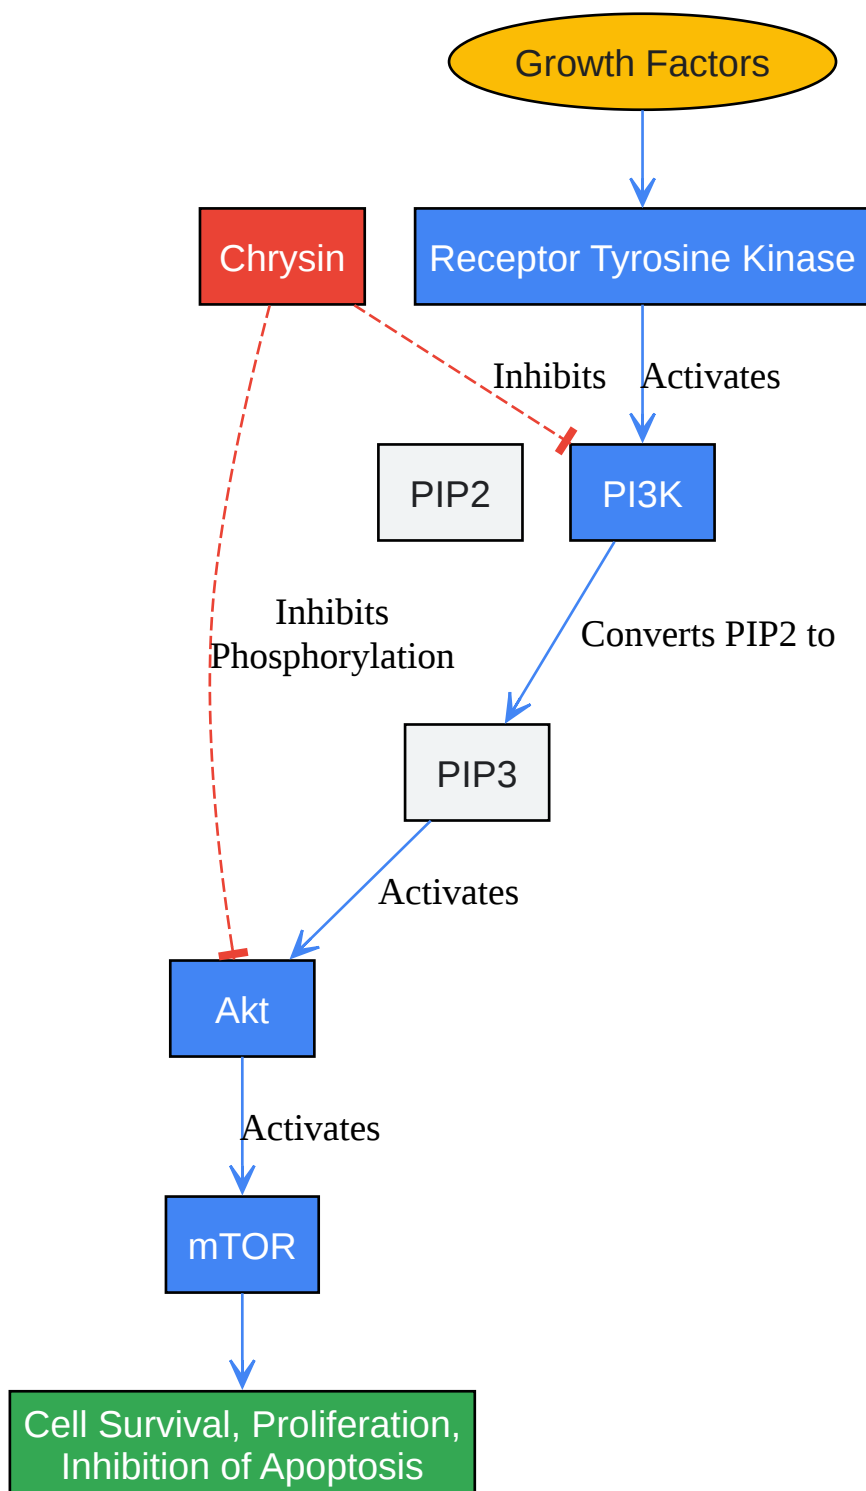 Growth Factors
Chrysin
Receptor Tyrosine Kinase
Inhibits
Activates
PIP2
PI3K
Inhibits
Phosphorylation
Converts PIP2 to
PIP3
Activates
Akt
Activates
mTOR
Cell Survival, Proliferation,
Inhibition of Apoptosis